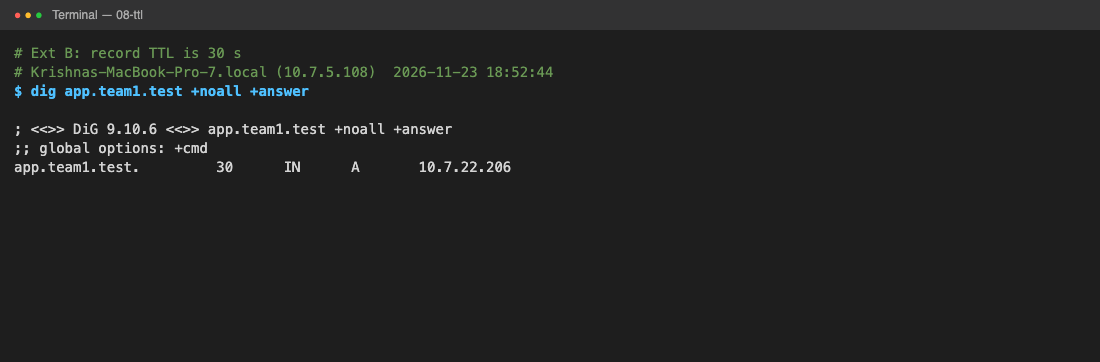 Terminal — 08-ttl
# Ext B: record TTL is 30 s
# Krishnas-MacBook-Pro-7.local (10.7.5.108)  2026-11-23 18:52:44
$ dig app.team1.test +noall +answer
; <<>> DiG 9.10.6 <<>> app.team1.test +noall +answer
;; global options: +cmd
app.team1.test.         30      IN      A       10.7.22.206